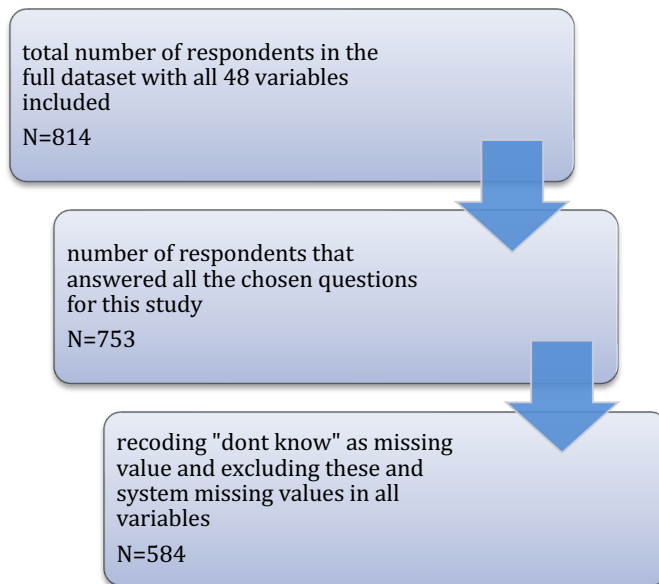 total number of respondents in the
full dataset with all 48 variables
included
N=814
number of respondents that
answered all the chosen questions
for this study
N=753
recoding "dont know" as missing
value and excluding these and
system missing values in all
variables
N=584